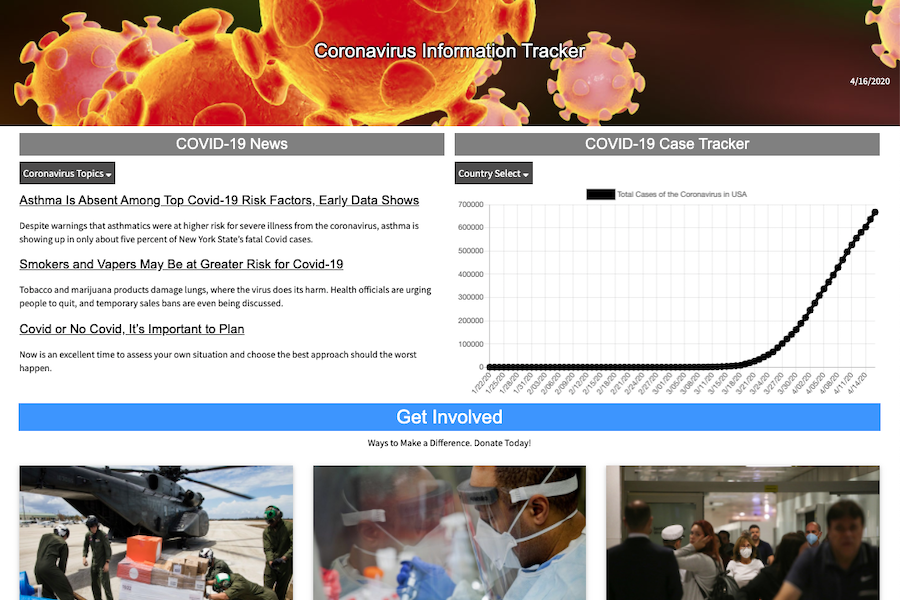 Coronavirus Information Tracker
4/16/2020
COVID-19 News
Coronavirus Topics
Asthma Is Absent Among Top Covid-19 Risk Factors, Early Data Shows
Despite warnings that asthmatics were at higher risk for severe illness from the coronavirus, asthma is
showing up in only about five percent of New York State's fatal Covid cases.
Smokers and Vapers May Be at Greater Risk for Covid-19
Tobacco and marijuana products damage lungs, where the virus does its harm. Health officials are urging
people to quit, and temporary sales bans are even being discussed.
Covid or No Covid, It's Important to Plan
Now is an excellent time to assess your own situation and choose the best approach should the worst
happen.
COVID-19 Case Tracker
Country Select
Total Cases of the Coronavirus in USA
700000
600000
500000
400000
300000
200000
100000
0
1/22/20
1/25/20
1/28/20
1/31/20
2/03/20
2/06/20
2/09/20
2/12/20
2/15/20
2/18/20
2/21/20
2/24/20
2/27/20
3/01/20
3/05/20
3/08/20
3/11/20
3/15/20
3/18/20
3/21/20
3/24/20
3/27/20
3/30/20
4/02/20
4/05/20
4/08/20
4/11/20
4/14/20
Get Involved
Ways to Make a Difference. Donate Today!